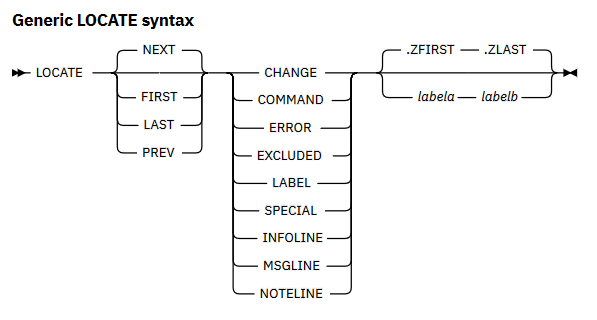 Generic LOCATE syntax
NEXT .ZFIRST .ZLAST
LOCATE CHANGE
FIRST COMMAND labela labelb
LAST ERROR
PREV EXCLUDED
LABEL
SPECIAL
INFOLINE
MSGLINE
NOTELINE